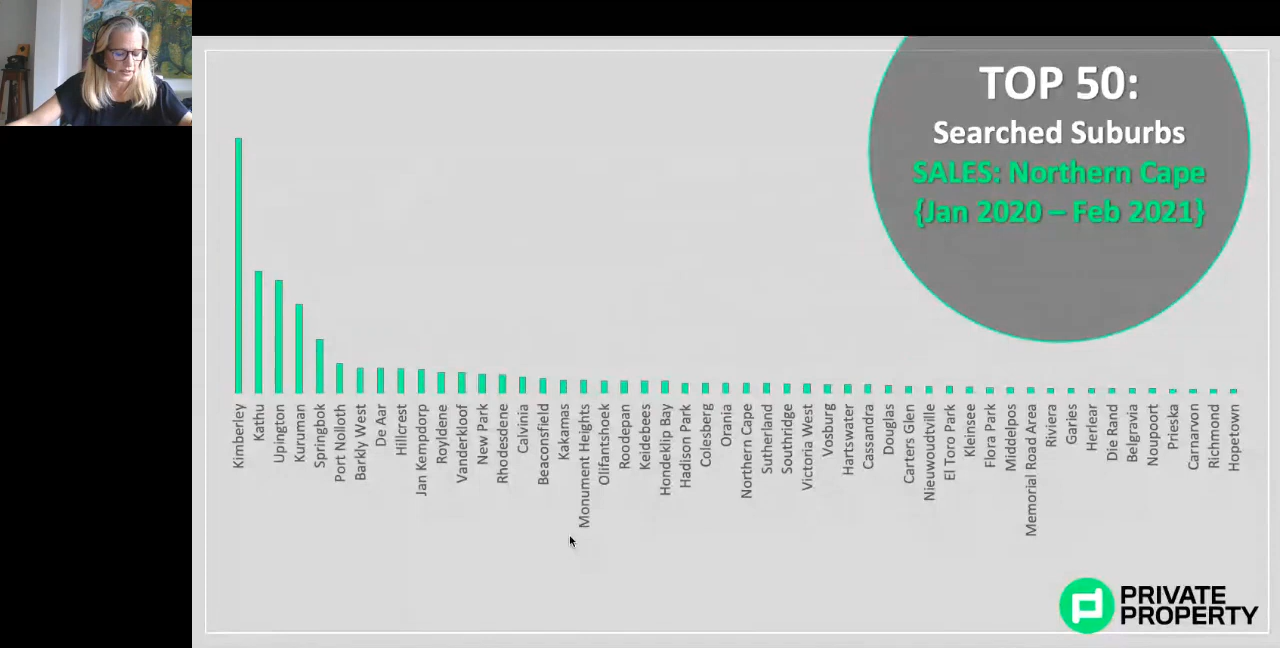 TOP 50:
Searched Suburbs
SALES: Northern Cape
{Jan 2020 – Feb 2021}
Kimberley
Kathu
Upington
Kuruman
Springbok
Port Nolloth
Barkly West
De Aar
Hillcrest
Jan Kempdorp
Royldene
Vanderkloof
New Park
Rhodesdene
Calvinia
Beaconsfield
Kakamas
Monument Heights
Olifantshoek
Roodepan
Keidebees
Hondeklip Bay
Hadison Park
Colesberg
Orania
Northern Cape
Sutherland
Southridge
Victoria West
Vosburg
Hartswater
Cassandra
Douglas
Carters Glen
Nieuwoudtville
El Toro Park
Kleinsee
Flora Park
Middelpos
Memorial Road Area
Riviera
Garies
Herlear
Die Rand
Belgravia
Noupoort
Prieska
Carnarvon
Richmond
Hopetown
PRIVATE
PROPERTY